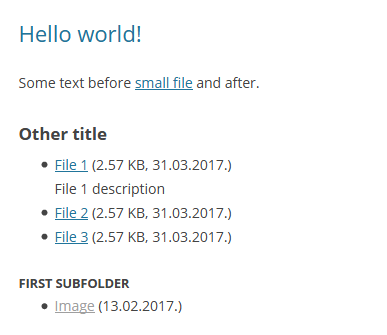 Hello world!
Some text before small file and after.
Other title
File 1 (2.57 KB, 31.03.2017.)
File 1 description
File 2 (2.57 KB, 31.03.2017.)
File 3 (2.57 KB, 31.03.2017.)
FIRST SUBFOLDER
Image (13.02.2017.)